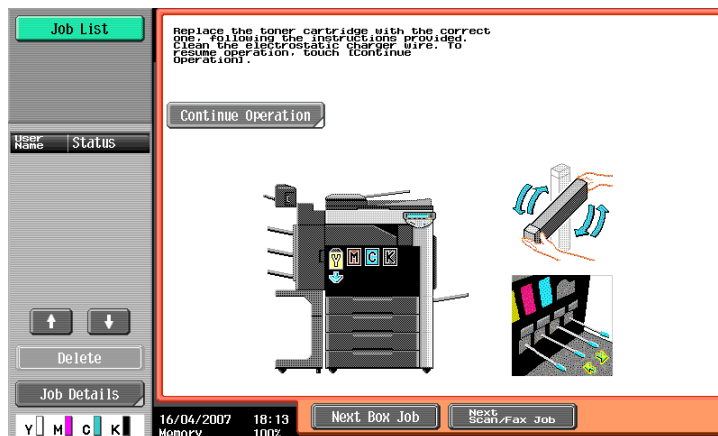 Job List
Replace the toner cartridge with the correct
one, following the instructions provided.
Clean the electrostatic charger wire. To
resume operation, touch [Continue
Operation].
Continue Operation
User
Name
Status
Y M C K
Delete
Job Details
Y M C K
16/04/2007 18:13
Memory 100%
Next Box Job
Next
Scan/Fax Job